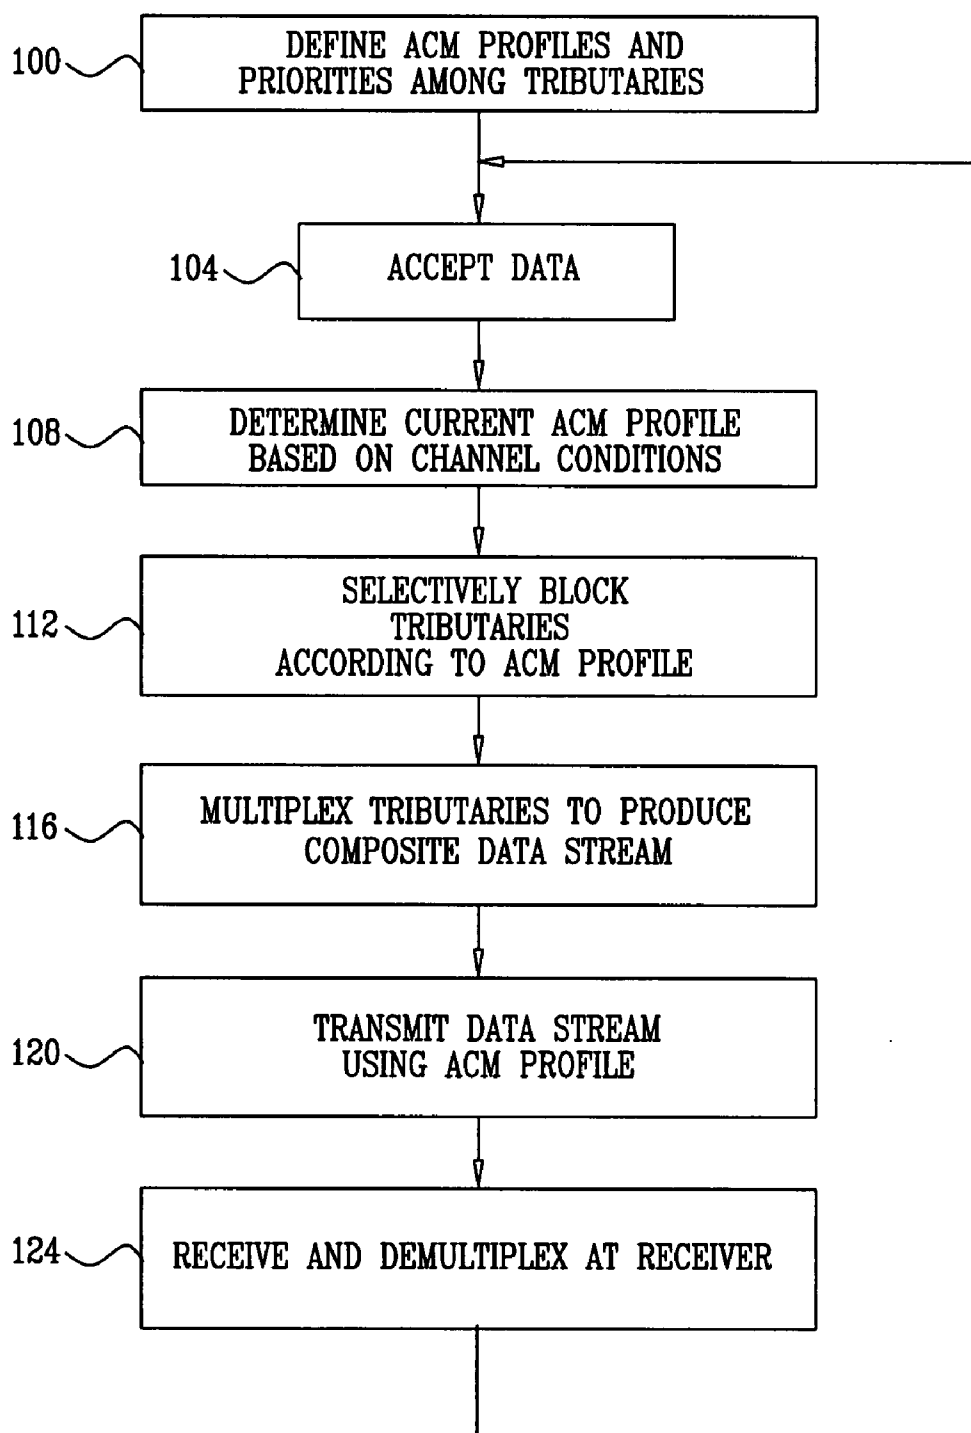 100
DEFINE ACM PROFILES AND
PRIORITIES AMONG TRIBUTARIES
104
ACCEPT DATA
108
DETERMINE CURRENT ACM PROFILE
BASED ON CHANNEL CONDITIONS
112
SELECTIVELY BLOCK
TRIBUTARIES
ACCORDING TO ACM PROFILE
116
MULTIPLEX TRIBUTARIES TO PRODUCE
COMPOSITE DATA STREAM
120
TRANSMIT DATA STREAM
USING ACM PROFILE
124
RECEIVE AND DEMULTIPLEX AT RECEIVER